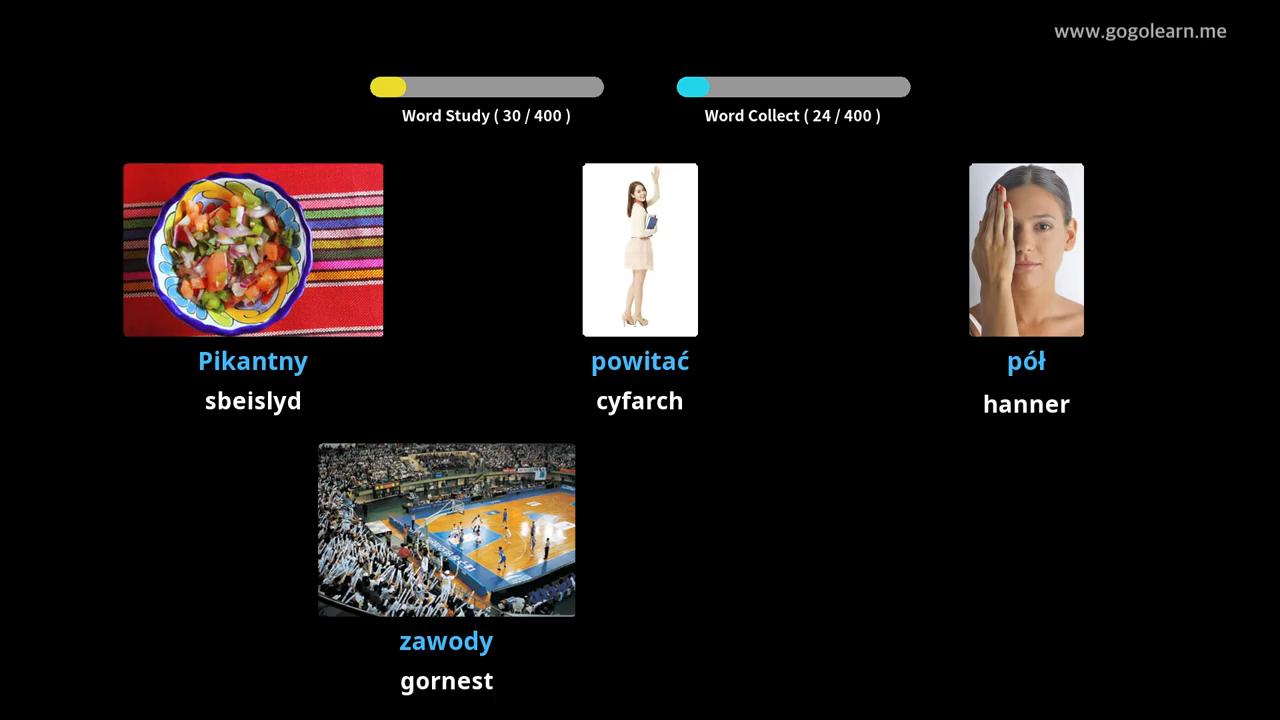 www.gogolearn.me
Word Study ( 30 / 400 )
Word Collect ( 24 / 400 )
Pikantny
sbeislyd
powitać
cyfarch
pół
hanner
zawody
gornest